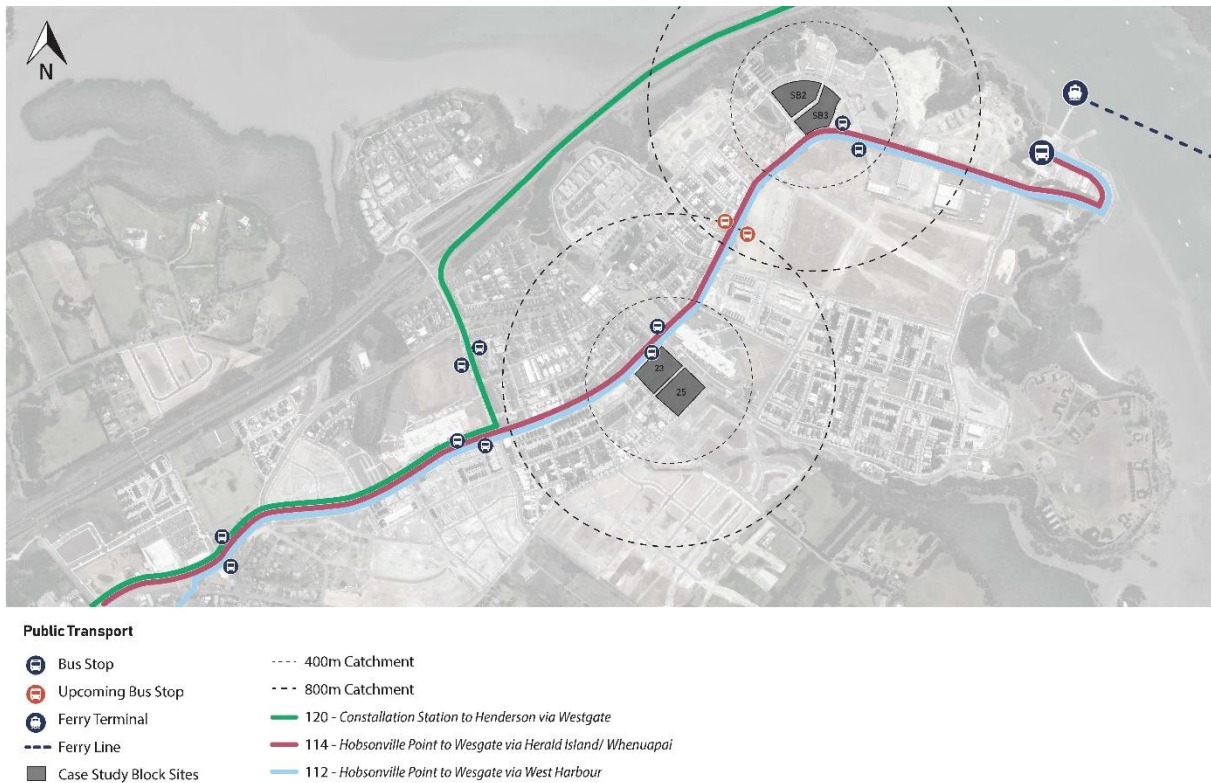 N
SB2
SB3
23
25
Public Transport
Bus Stop
Upcoming Bus Stop
Ferry Terminal
Ferry Line
Case Study Block Sites
400m Catchment
800m Catchment
120 - Constallation Station to Henderson via Westgate
114 - Hobsonville Point to Wesgate via Herald Island/ Whenuapai
112 - Hobsonville Point to Wesgate via West Harbour